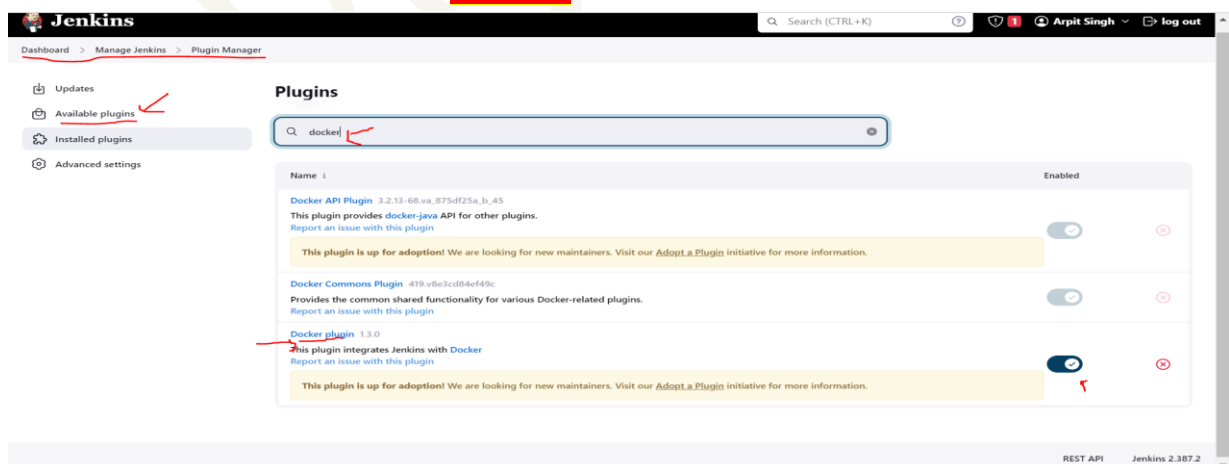 Jenkins
Search (CTRL+K)
1
Arpit Singh
log out
Dashboard > Manage Jenkins > Plugin Manager
Updates
Available plugins
Installed plugins
Advanced settings
Plugins
docker
Name ↓
Enabled
Docker API Plugin 3.2.13-68.va_875df25a_b_45
This plugin provides docker-java API for other plugins.
Report an issue with this plugin
This plugin is up for adoption! We are looking for new maintainers. Visit our Adopt a Plugin initiative for more information.
Docker Commons Plugin 419.v8e3cd84ef49c
Provides the common shared functionality for various Docker-related plugins.
Report an issue with this plugin
Docker plugin 1.3.0
This plugin integrates Jenkins with Docker
Report an issue with this plugin
This plugin is up for adoption! We are looking for new maintainers. Visit our Adopt a Plugin initiative for more information.
REST API
Jenkins 2.387.2